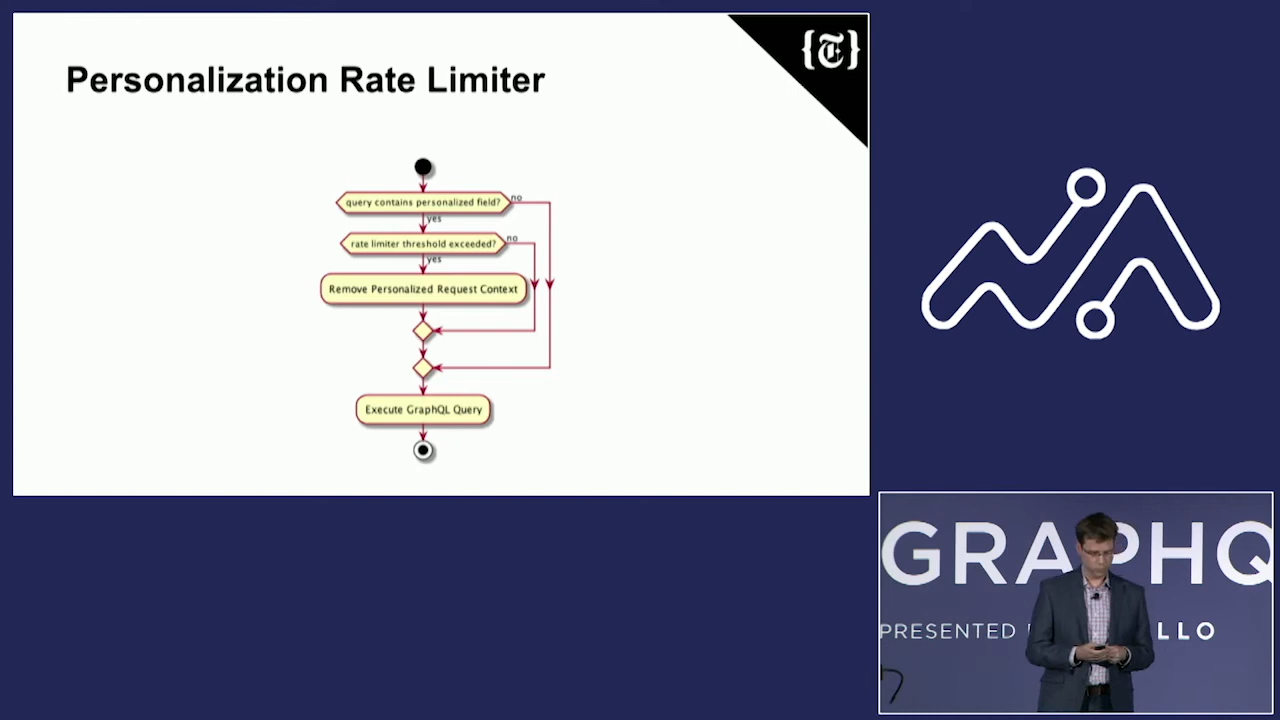 Personalization Rate Limiter
{T}
query contains personalized field?
no
yes
rate limiter threshold exceeded?
no
yes
Remove Personalized Request Context
Execute GraphQL Query
GRAPHQ
PRESENTED
LLO